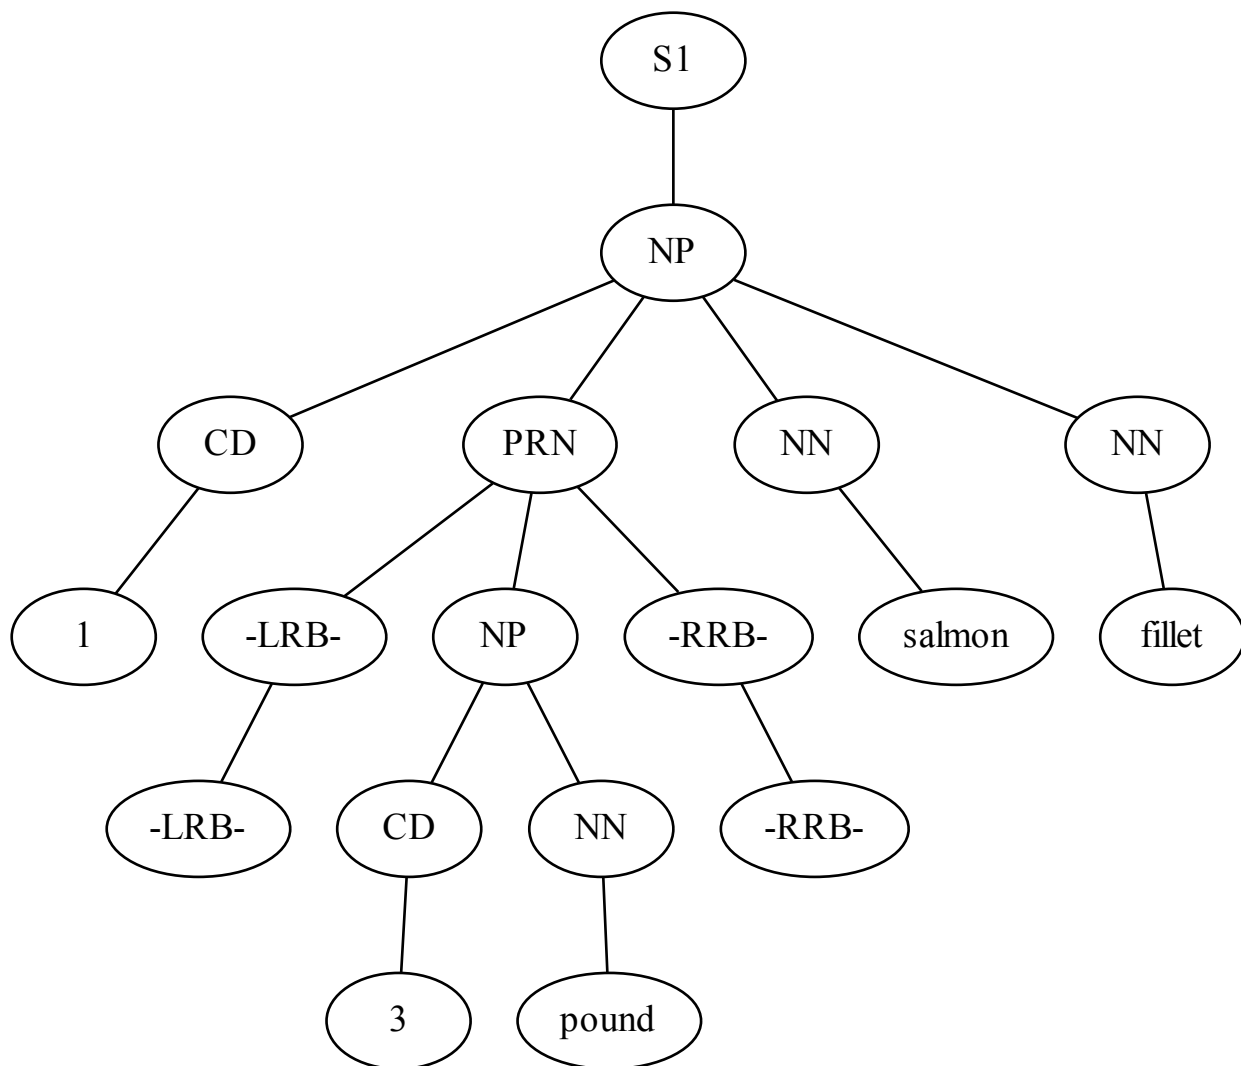 S1
NP
CD PRN NN NN
1 -LRB- NP -RRB- salmon fillet
-LRB- CD NN -RRB-
3 pound